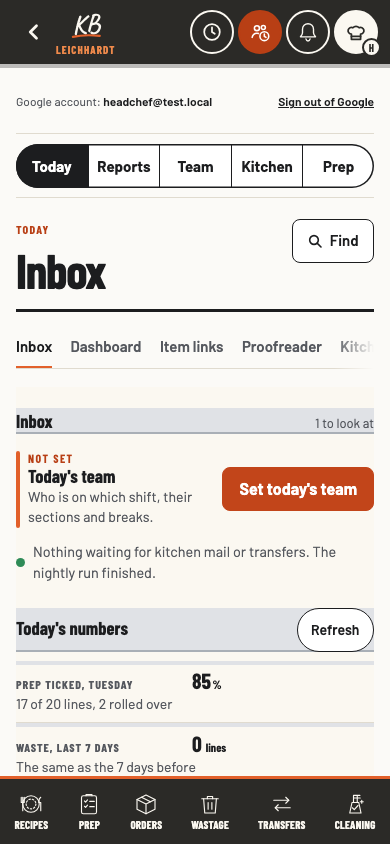 KB
LEICHHARDT
H
Google account: headchef@test.local
Sign out of Google
Today
Reports
Team
Kitchen
Prep
TODAY
Find
Inbox
Inbox
Dashboard
Item links
Proofreader
Kitch
Inbox
1 to look at
NOT SET
Today's team
Who is on which shift, their
sections and breaks.
Set today's team
Nothing waiting for kitchen mail or transfers. The
nightly run finished.
Today's numbers
Refresh
PREP TICKED, TUESDAY
85%
17 of 20 lines, 2 rolled over
WASTE, LAST 7 DAYS
0 lines
The same as the 7 days before
RECIPES
PREP
ORDERS
WASTAGE
TRANSFERS
CLEANING